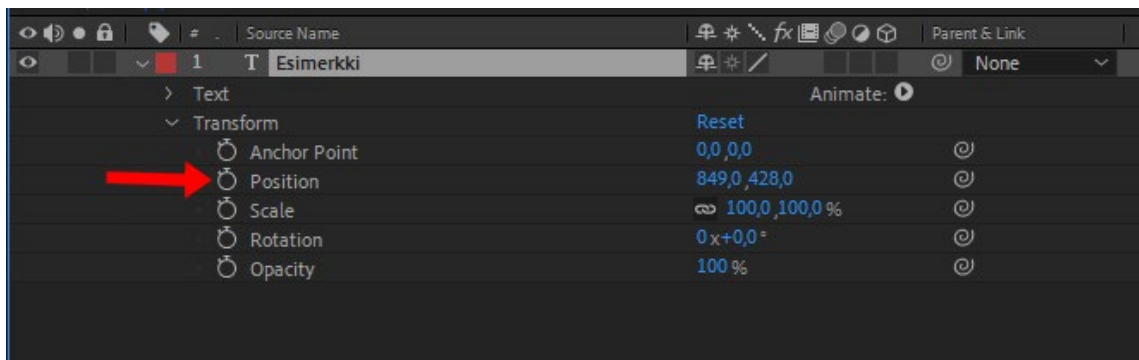 # . Source Name fx Parent & Link
1 T Esimerkki None
Text Animate:
Transform Reset
Anchor Point 0,0 ,0,0
Position 849,0 ,428,0
Scale 100,0 ,100,0 %
Rotation 0 x+0,0 °
Opacity 100 %